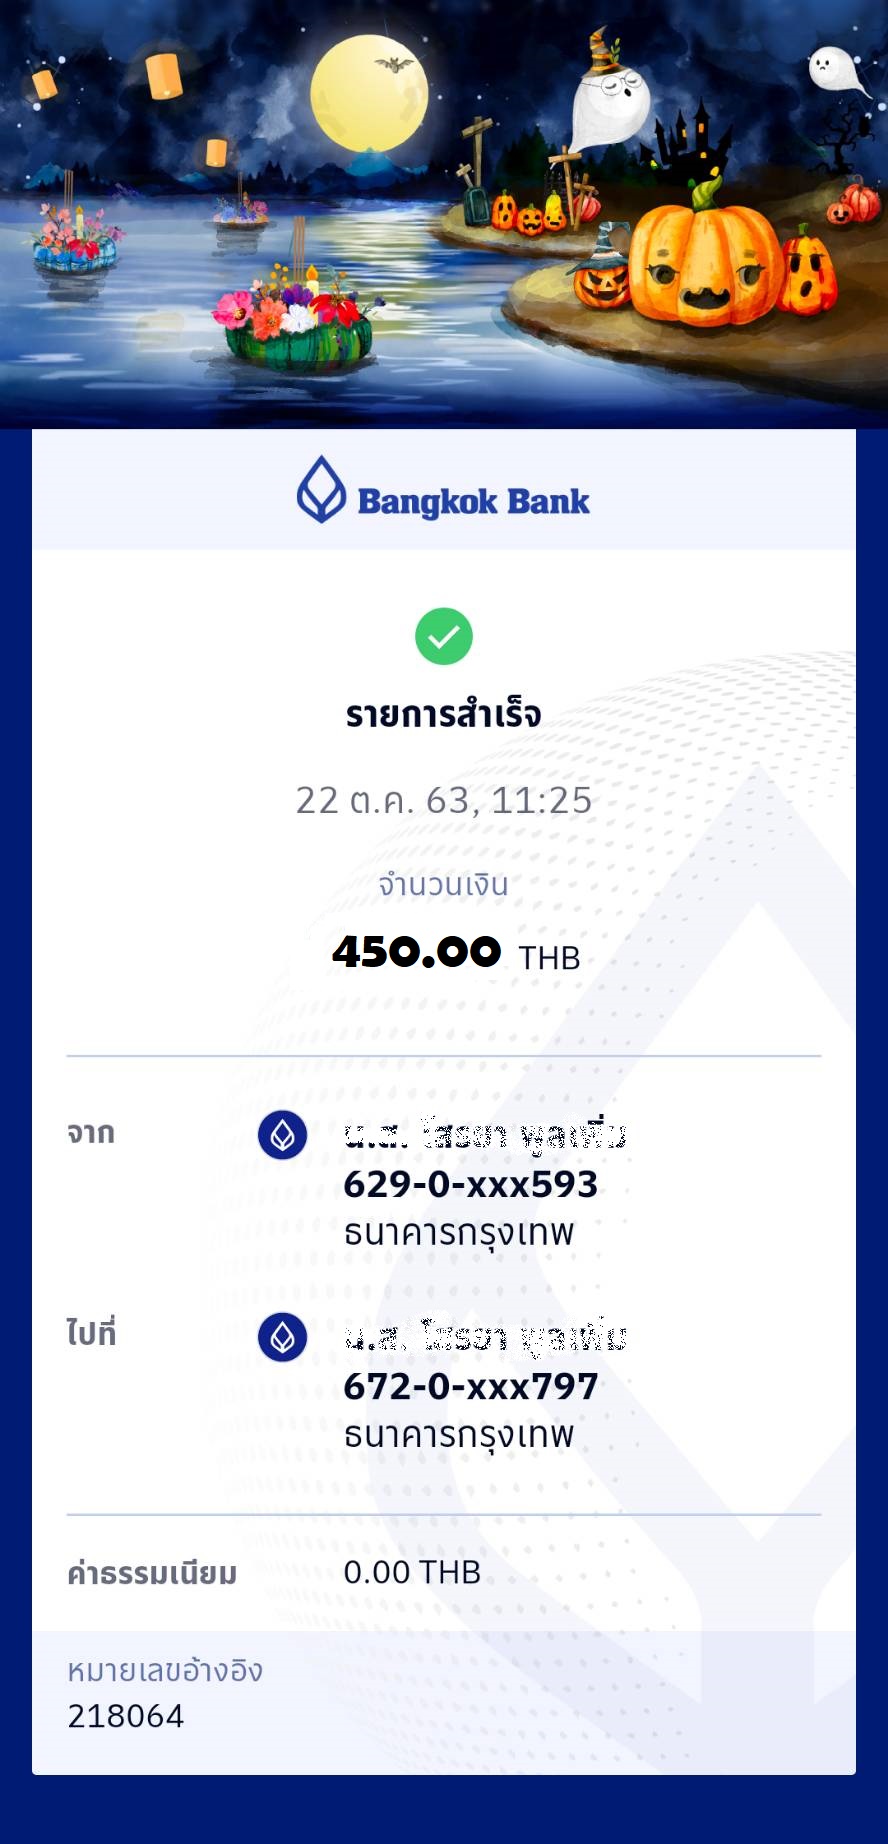 Bangkok Bank
รายการสำเร็จ
22 ต.ค. 63, 11:25
จำนวนเงิน
450.00 THB
จาก
น.ส.
629-0-xxx593
ธนาคารกรุงเทพ
ไปที่
น.ส.
672-0-xxx797
ธนาคารกรุงเทพ
ค่าธรรมเนียม 0.00 THB
หมายเลขอ้างอิง
218064